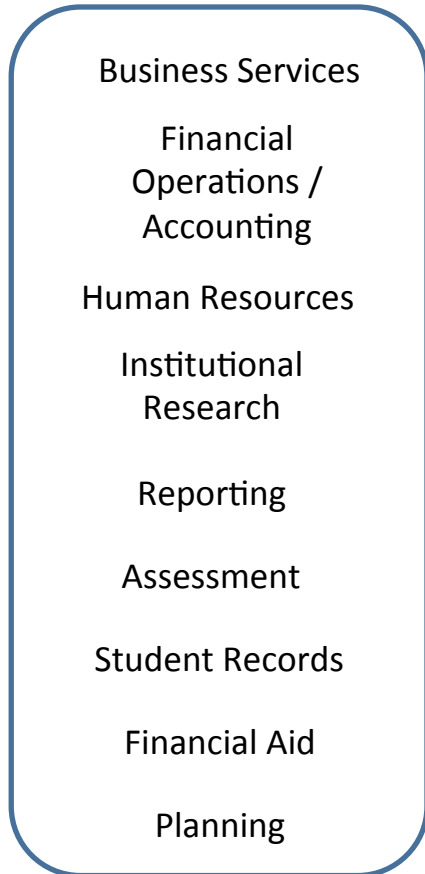 Business Services
Financial
Operations /
Accounting
Human Resources
Institutional
Research
Reporting
Assessment
Student Records
Financial Aid
Planning